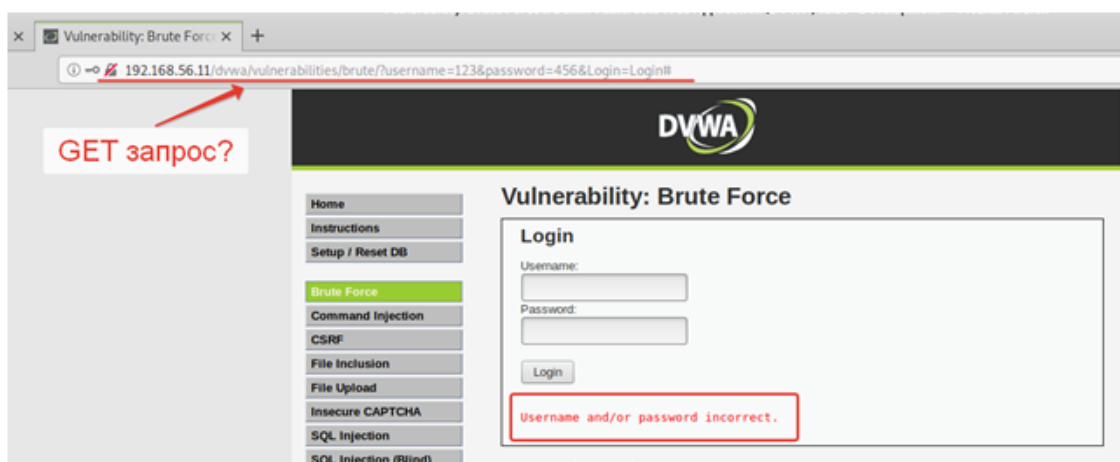 Vulnerability: Brute Forc
192.168.56.11/dvwa/vulnerabilities/brute/?username=123&password=456&Login=Login#
GET запрос?
DVWA
Vulnerability: Brute Force
Home
Instructions
Setup / Reset DB
Brute Force
Command Injection
CSRF
File Inclusion
File Upload
Insecure CAPTCHA
SQL Injection
SQL Injection (Blind)
Login
Username:
Password:
Login
Username and/or password incorrect.